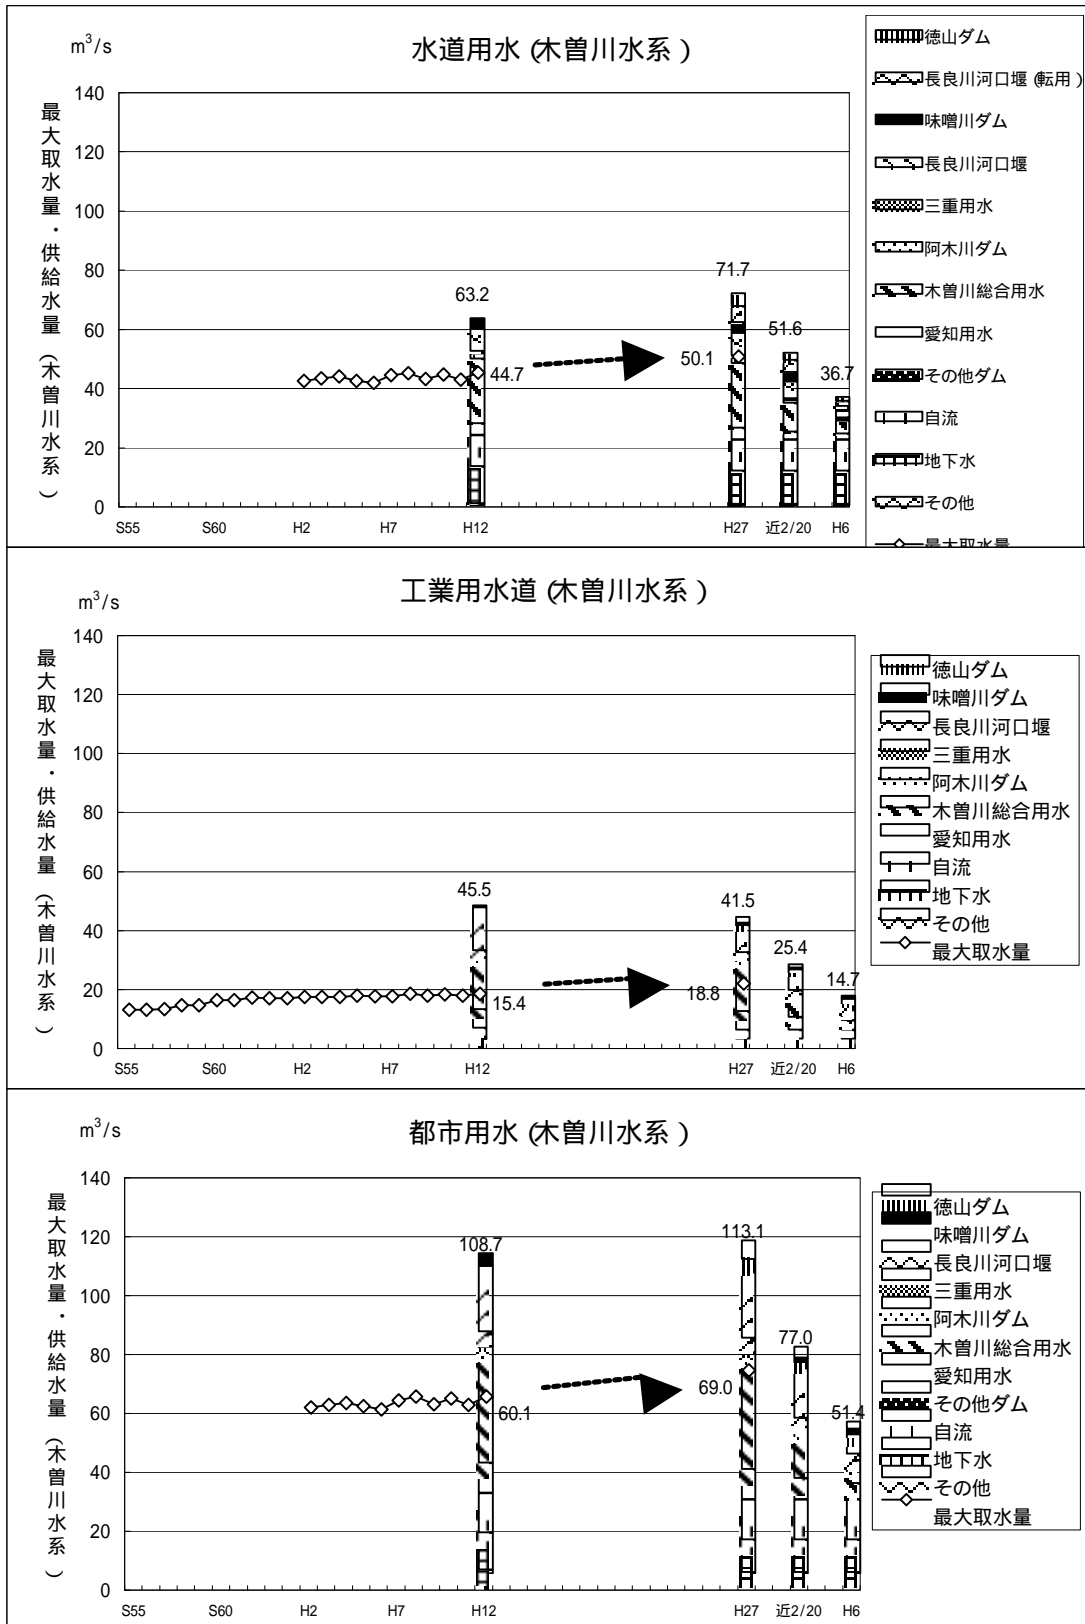 水道用水 (木曽川水系)
m³/s
最大取水量・供給水量(木曽川水系)
140
120
100
80
60
40
20
0
63.2
44.7
71.7
50.1
51.6
36.7
S55 S60 H2 H7 H12 H27 近2/20 H6
徳山ダム
長良川河口堰 (転用)
味噌川ダム
長良川河口堰
三重用水
阿木川ダム
木曽川総合用水
愛知用水
その他ダム
自流
地下水
その他
最大取水量
工業用水道 (木曽川水系)
m³/s
最大取水量・供給水量(木曽川水系)
140
120
100
80
60
40
20
0
45.5
15.4
41.5
18.8
25.4
14.7
S55 S60 H2 H7 H12 H27 近2/20 H6
徳山ダム
味噌川ダム
長良川河口堰
三重用水
阿木川ダム
木曽川総合用水
愛知用水
自流
地下水
その他
最大取水量
都市用水 (木曽川水系)
m³/s
最大取水量・供給水量(木曽川水系)
140
120
100
80
60
40
20
0
108.7
60.1
113.1
69.0
77.0
51.4
S55 S60 H2 H7 H12 H27 近2/20 H6
徳山ダム
味噌川ダム
長良川河口堰
三重用水
阿木川ダム
木曽川総合用水
愛知用水
その他ダム
自流
地下水
その他
最大取水量